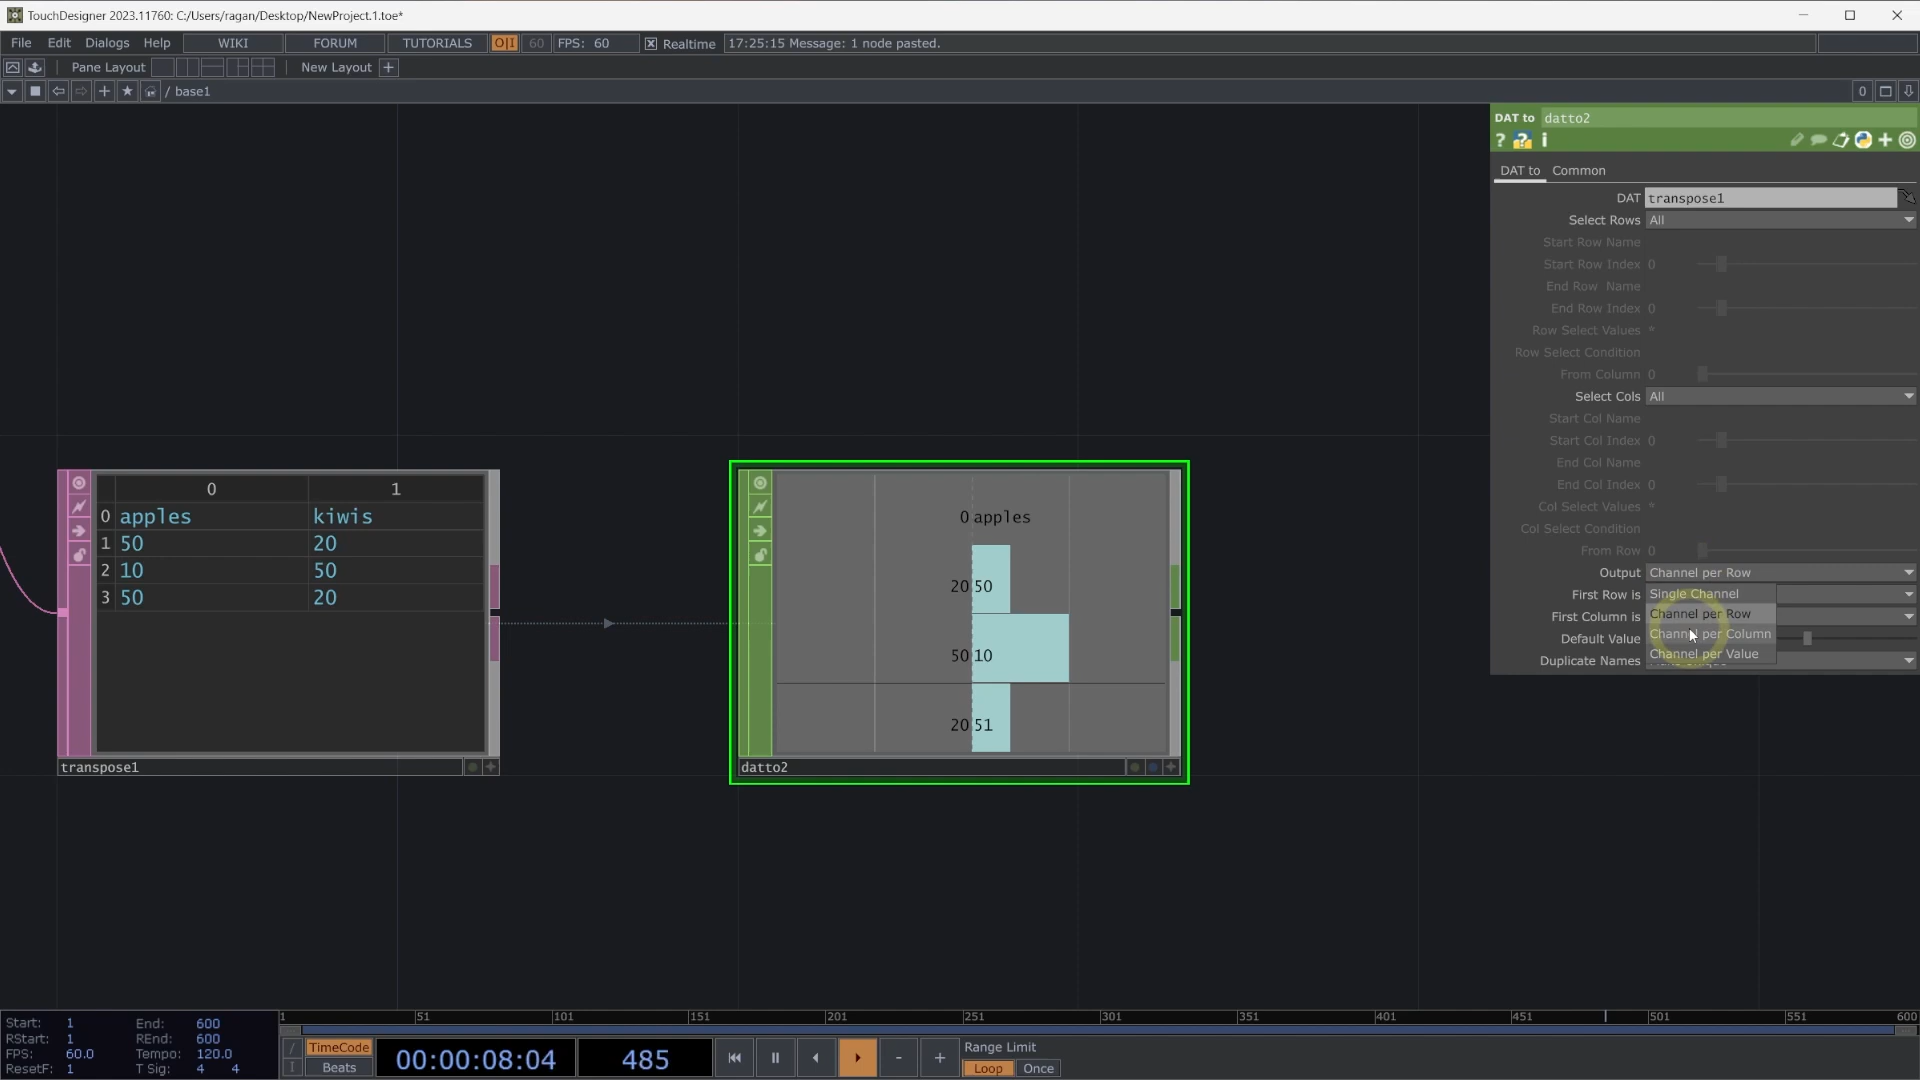 TouchDesigner 2023.11760: C:/Users/ragan/Desktop/NewProject.1.toe*
File Edit Dialogs Help WIKI FORUM TUTORIALS O|I 60 FPS: 60 Realtime 17:25:15 Message: 1 node pasted.
Pane Layout New Layout +
/ base1 0
DAT to datto2
? ? i
DAT to Common
DAT transpose1
Select Rows All
Start Row Name
Start Row Index 0
End Row Name
End Row Index 0
Row Select Values *
Row Select Condition
From Column 0
Select Cols All
Start Col Name
Start Col Index 0
End Col Name
End Col Index 0
Col Select Values *
Col Select Condition
From Row 0
Output Channel per Row
First Row is Single Channel
Channel per Row
First Column is
Channel per Column
Default Value
Channel per Value
Duplicate Names
0 1
0 apples kiwis
1 50 20
2 10 50
3 50 20
transpose1
0 apples
20 50
50 10
20 51
datto2
1 51 101 151 201 251 301 351 401 451 501 551 600
Start: 1 End: 600
RStart: 1 REnd: 600
FPS: 60.0 Tempo: 120.0
ResetF: 1 T Sig: 4 4
TimeCode
Beats
00:00:08:04 485
- +
Range Limit
Loop Once